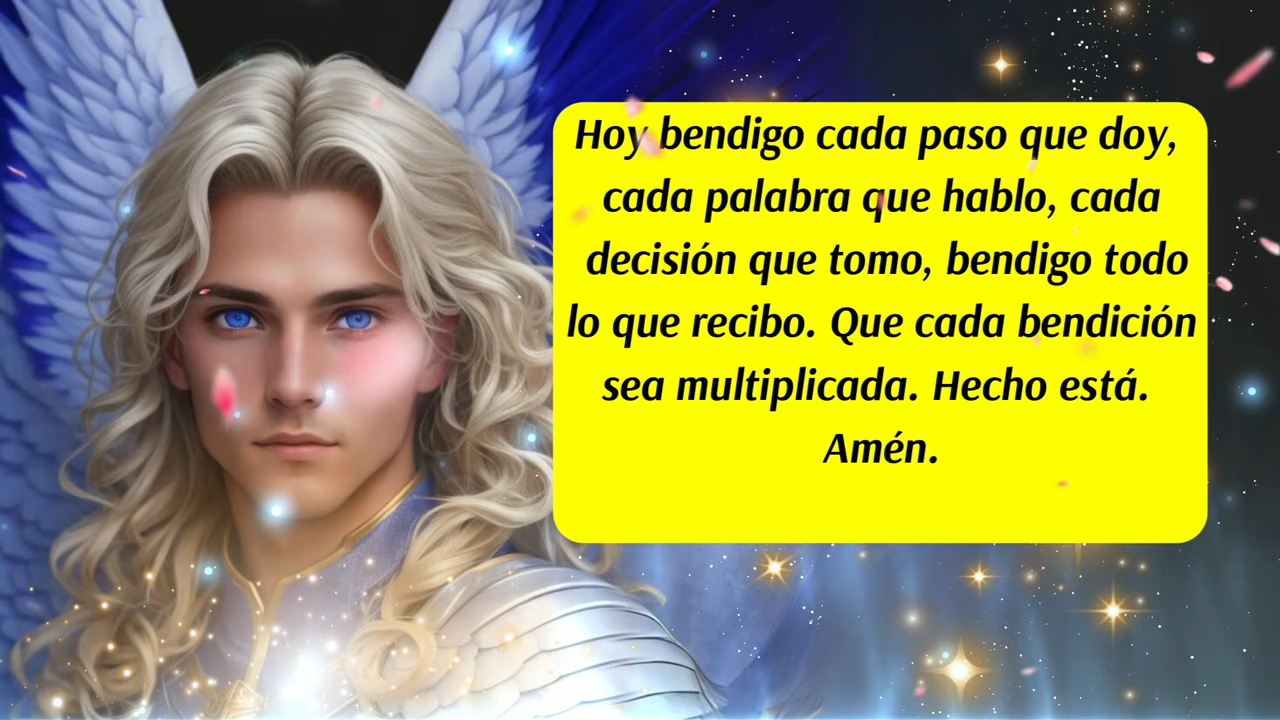 Hoy bendigo cada paso que doy,
cada palabra que hablo, cada
decisión que tomo, bendigo todo
lo que recibo. Que cada bendición
sea multiplicada. Hecho está.
Amén.